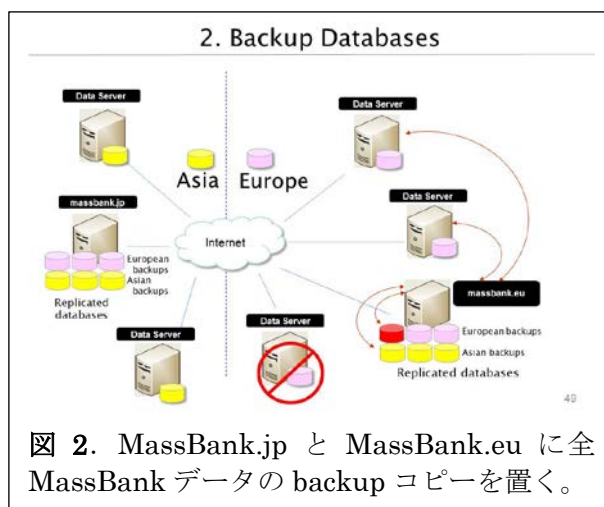 2. Backup Databases
Data Server
Data Server
Asia
Europe
massbank.jp
Data Server
Internet
European backups
Asian backups
Replicated databases
massbank.eu
Data Server
Data Server
European backups
Asian backups
Replicated databases
49
図 2. MassBank.jp と MassBank.eu に全
MassBank データの backup コピーを置く。